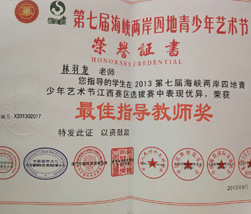 第七届海峡两岸四地青少年艺术节
荣誉证书
HONORARY CREDENTIAL
林羽龙 老师
您指导的学生在2013第七届海峡两岸四地青
少年艺术节江西赛区选拔赛中表现优异，荣获
编号：X201302017
最佳指导教师奖
特发此证 以资鼓励